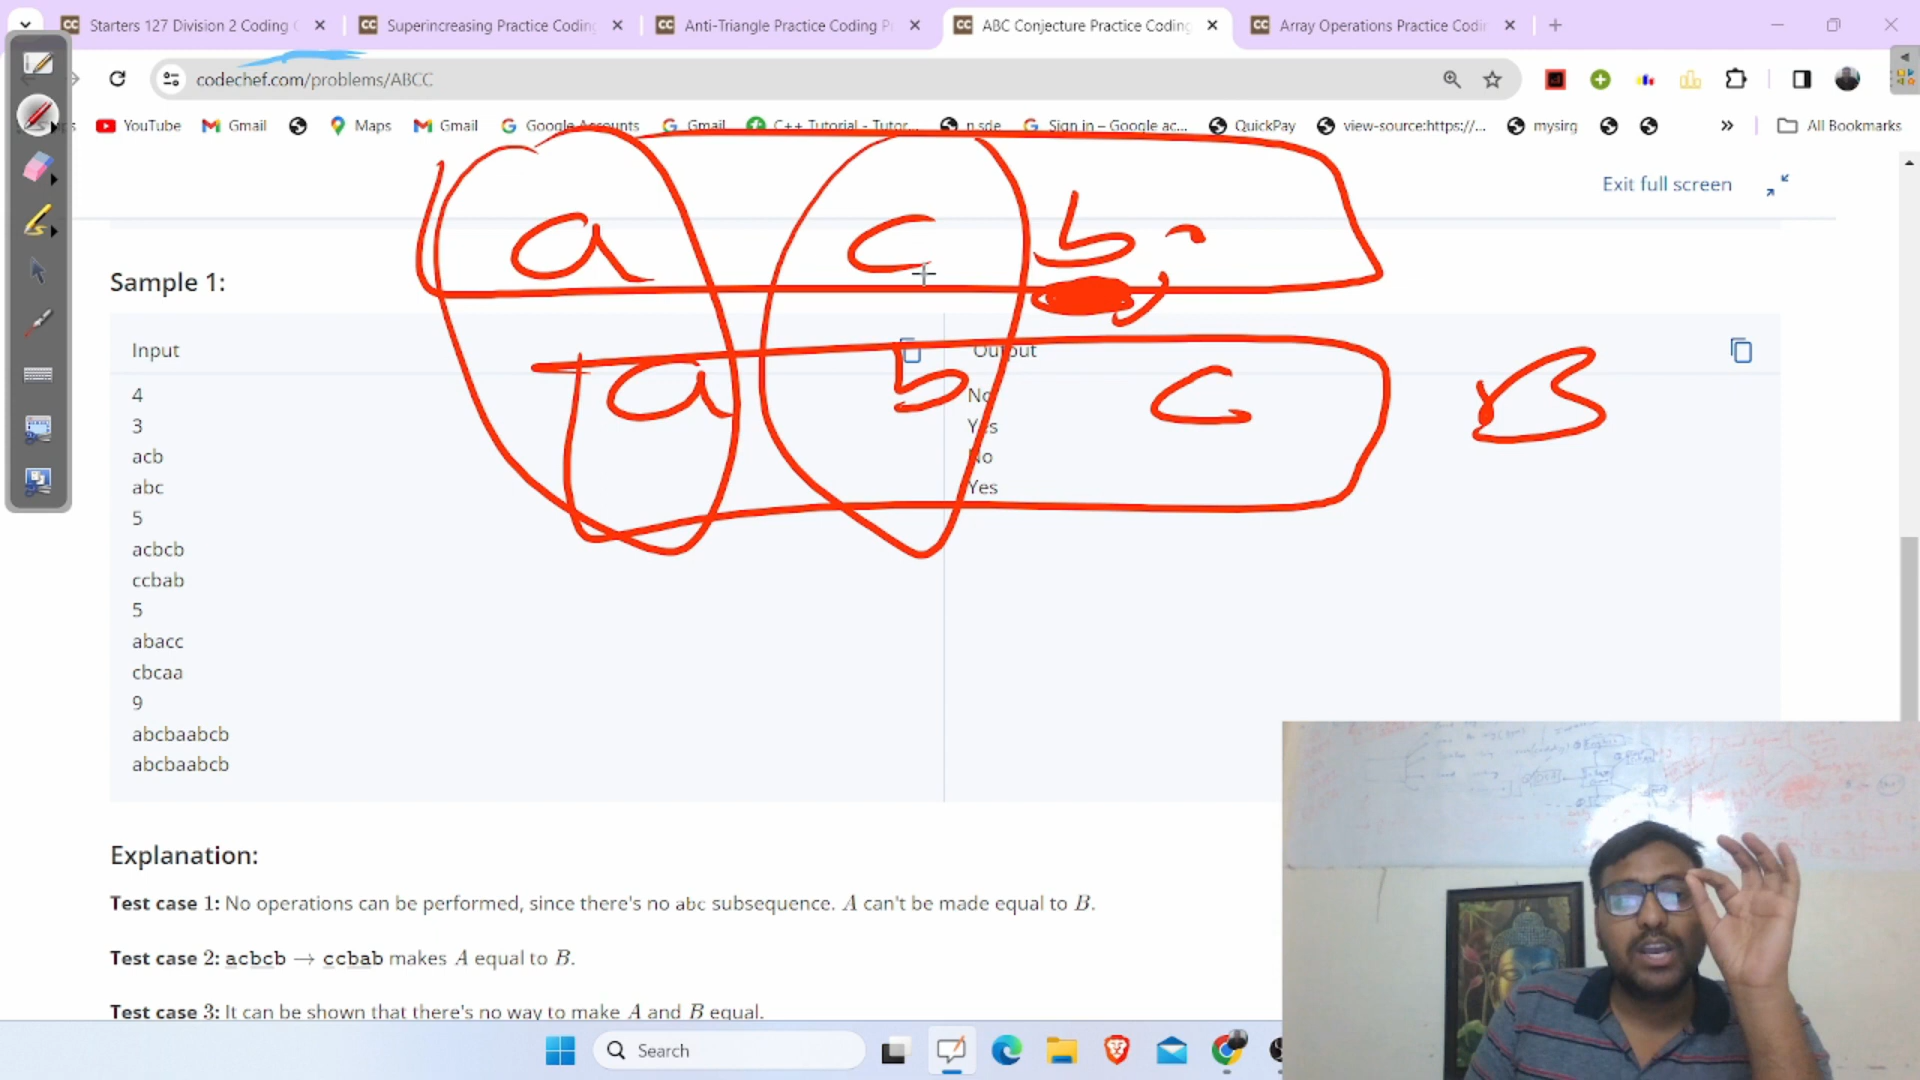 Starters 127 Division 2 Coding
Superincreasing Practice Coding
Anti-Triangle Practice Coding P
ABC Conjecture Practice Coding
Array Operations Practice Codin
codechef.com/problems/ABCC
YouTube
Gmail
Maps
Gmail
Google Accounts
Gmail
C++ Tutorial - Tutor...
n sde
Sign in – Google ac...
QuickPay
view-source:https://...
mysirg
All Bookmarks
Exit full screen
a c b
Sample 1:
Input
Output
a b c B
4
No
3
Yes
acb
No
abc
Yes
5
acbcb
ccbab
5
abacc
cbcaa
9
abcbaabcb
abcbaabcb
Explanation:
Test case 1: No operations can be performed, since there's no abc subsequence. A can't be made equal to B.
Test case 2: acbcb → ccbab makes A equal to B.
Test case 3: It can be shown that there's no way to make A and B equal.
Search